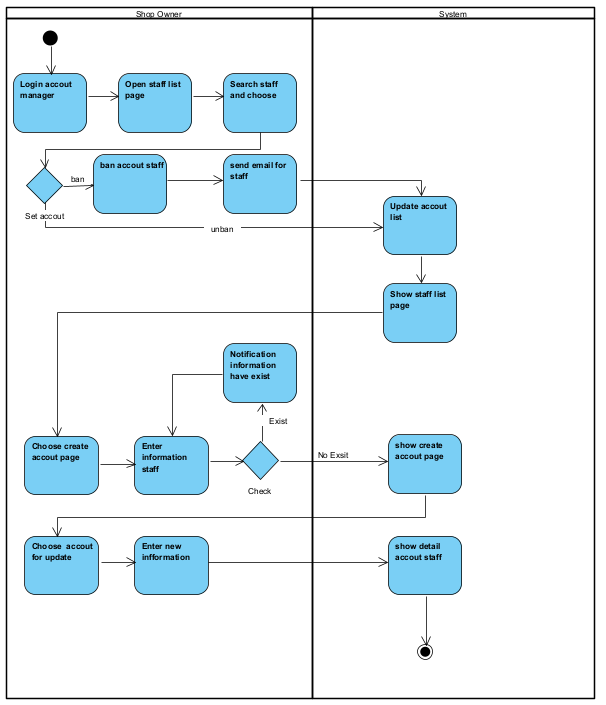 Shop Owner
System
Login accout
manager
Open staff list
page
Search staff
and choose
ban
ban accout staff
send email for
staff
Set accout
unban
Update accout
list
Show staff list
page
Notification
information
have exist
Exist
Choose create
accout page
Enter
information
staff
Check
No Exsit
show create
accout page
Choose accout
for update
Enter new
infformation
show detail
accout staff